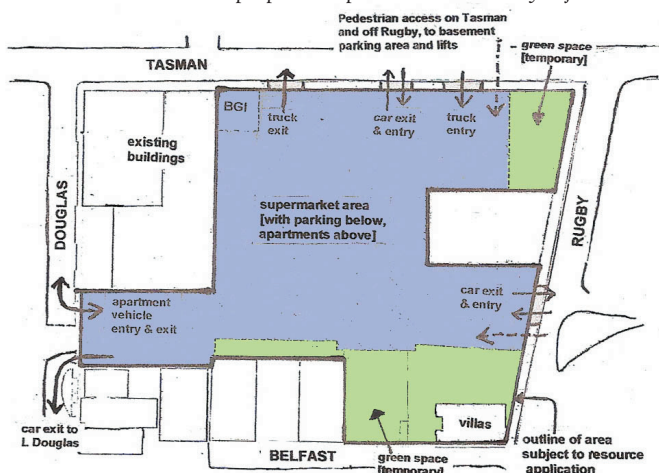 Pedestrian access on Tasman
and off Rugby, to basement
parking area and lifts
green space
[temporary]
TASMAN
BGI
truck
exit
car exit
& entry
truck
entry
existing
buildings
supermarket area
[with parking below,
apartments above]
DOUGLAS
RUGBY
apartment
vehicle
entry & exit
car exit
& entry
car exit to
L Douglas
villas
BELFAST
green space
[temporary]
outline of area
subject to resource
application